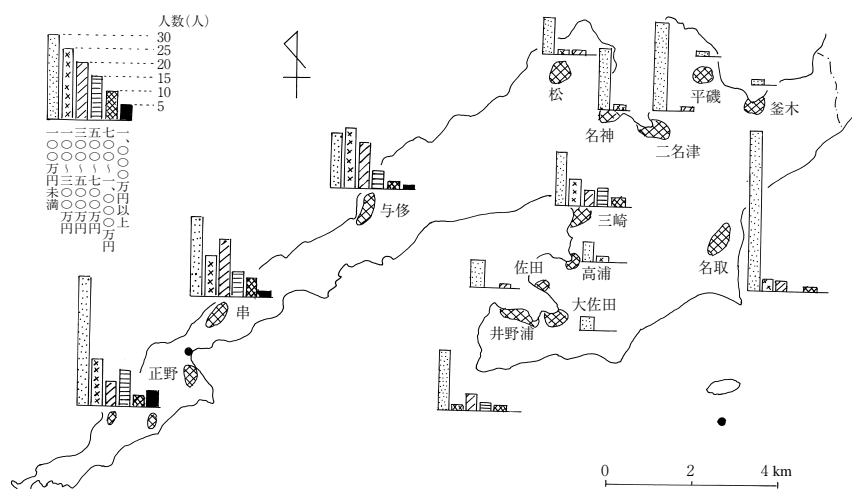 人数(人)
30
25
20
15
10
5
一、〇〇〇万円以上
七〇〇～一、〇〇〇万円
五〇〇～七〇〇万円
三〇〇～五〇〇万円
一〇〇～三〇〇万円
一〇〇万円未満
松
名神
二名津
平磯
釜木
与侈
三崎
高浦
佐田
名取
大佐田
井野浦
串
正野
0 2 4 km